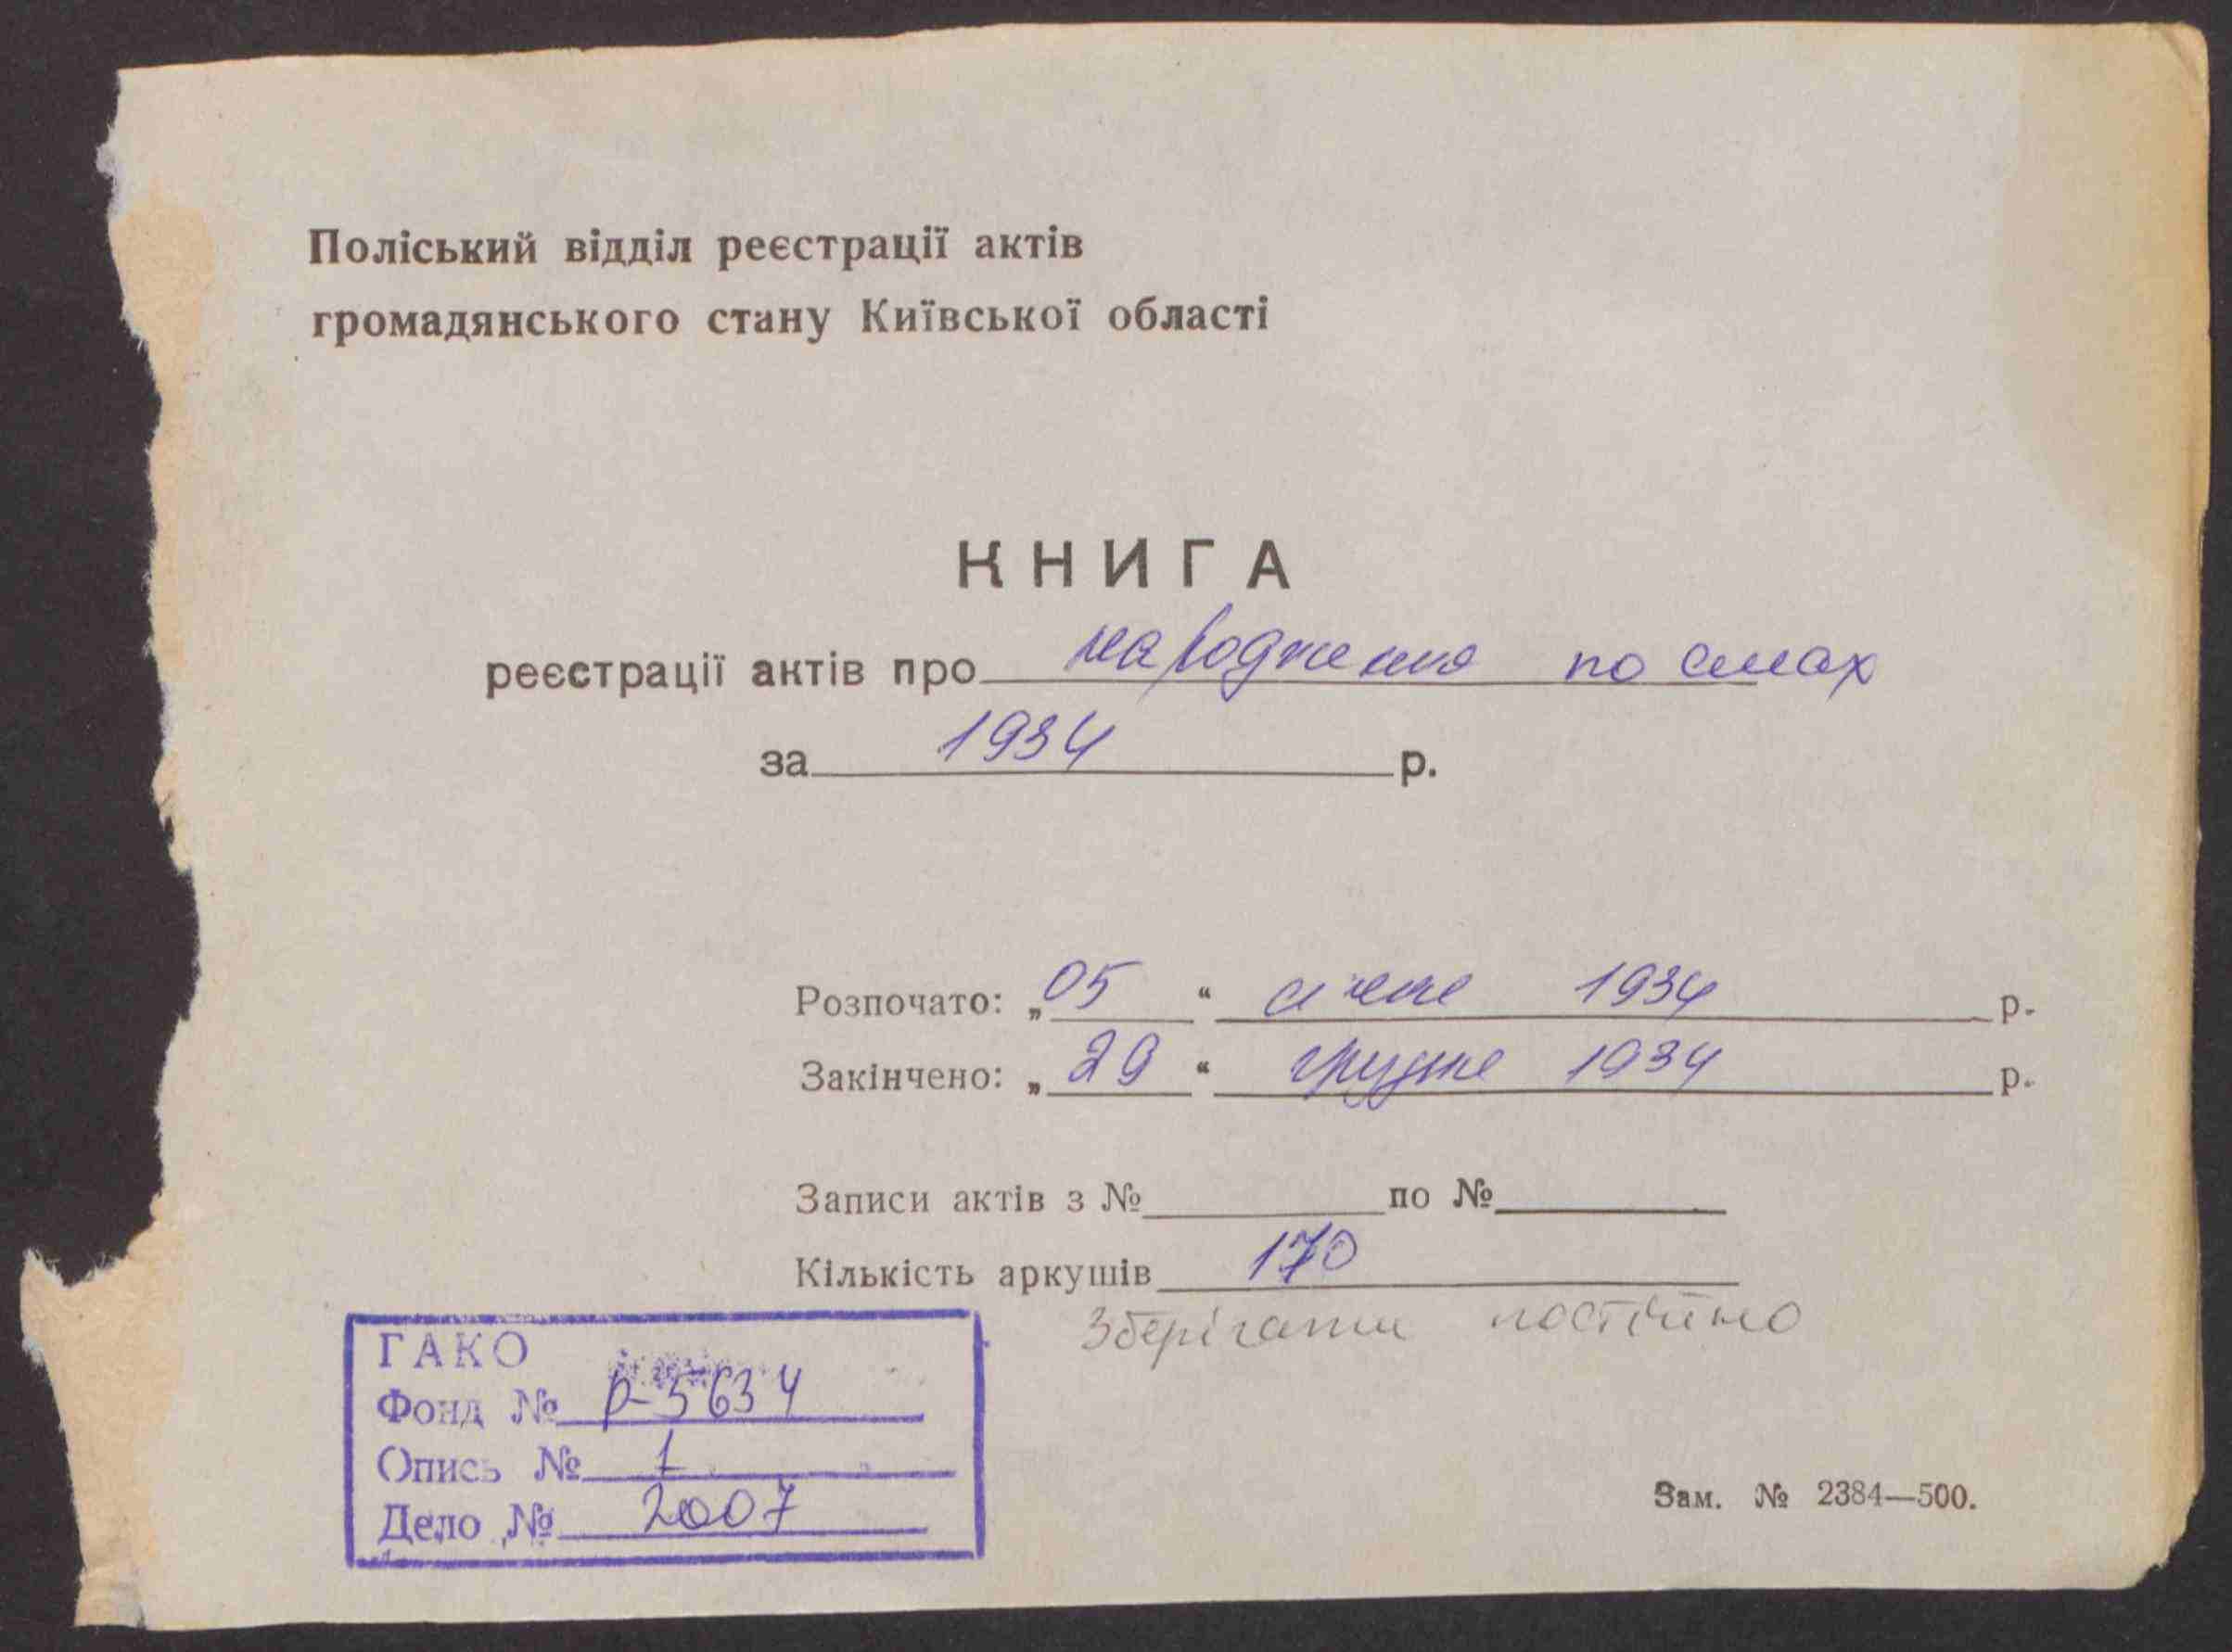 Поліський відділ реєстрації актів
громадянського стану Київської області
КНИГА
реєстрації актів про народження по селах
за 1934 р.
Розпочато: „05“ січня 1934 р.
Закінчено: „29“ грудня 1934 р.
Записи актів з № по №
Кількість аркушів 170
Зберігати постійно
ГАКО
Фонд № р-5634
Опись № 1
Дело № 2007
Зам. № 2384—500.